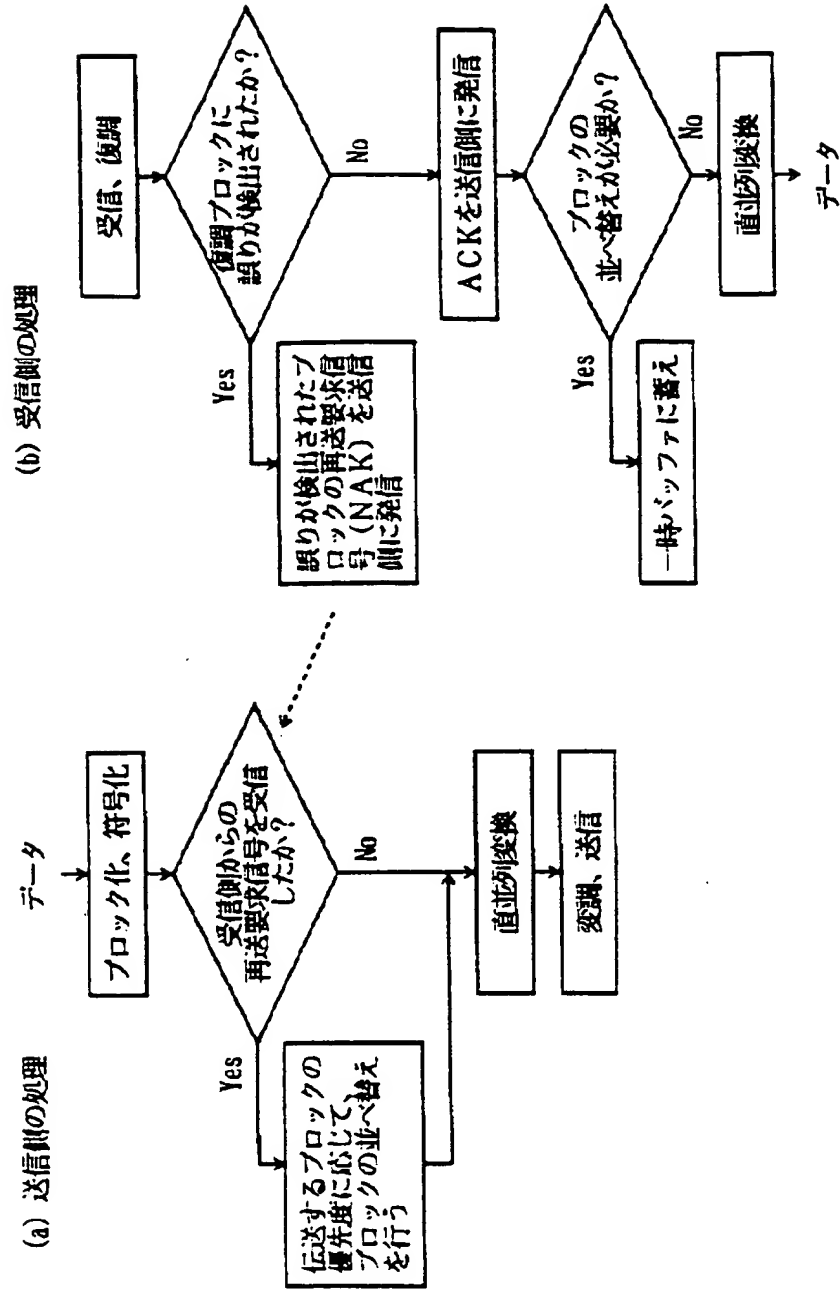 (a) 送信側の処理
データ
ブロック化、符号化
受信側からの
再送要求信号を受信
したか？
Yes
No
伝送するブロックの
優先度に応じて、
ブロックの並べ替え
を行う
直並列変換
変調、送信
(b) 受信側の処理
受信、復調
復調ブロックに
誤りが検出されたか？
Yes
No
誤りが検出されたブ
ロックの再送要求信
号（NAK）を送信
側に発信
ACKを送信側に発信
ブロックの
並べ替えが必要か？
Yes
No
一時バッファに蓄え
直並列変換
データ